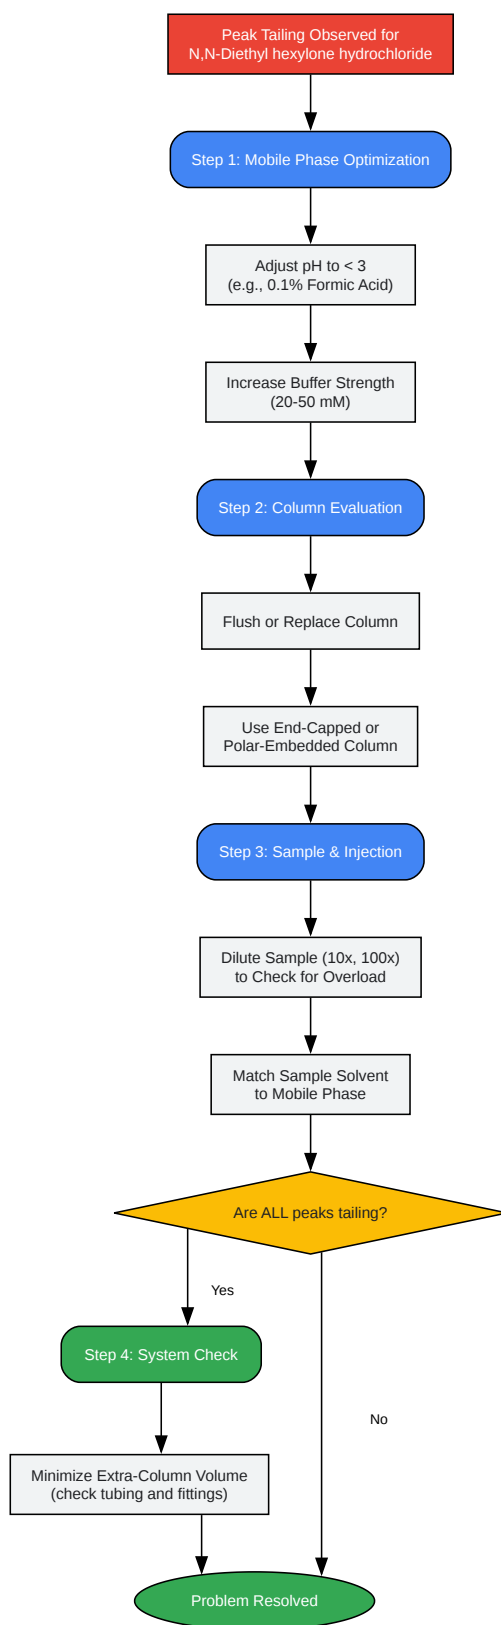 Peak Tailing Observed for
N,N-Diethyl hexylone hydrochloride
Step 1: Mobile Phase Optimization
Adjust pH to < 3
(e.g., 0.1% Formic Acid)
Increase Buffer Strength
(20-50 mM)
Step 2: Column Evaluation
Flush or Replace Column
Use End-Capped or
Polar-Embedded Column
Step 3: Sample & Injection
Dilute Sample (10x, 100x)
to Check for Overload
Match Sample Solvent
to Mobile Phase
Are ALL peaks tailing?
Yes
Step 4: System Check
No
Minimize Extra-Column Volume
(check tubing and fittings)
Problem Resolved